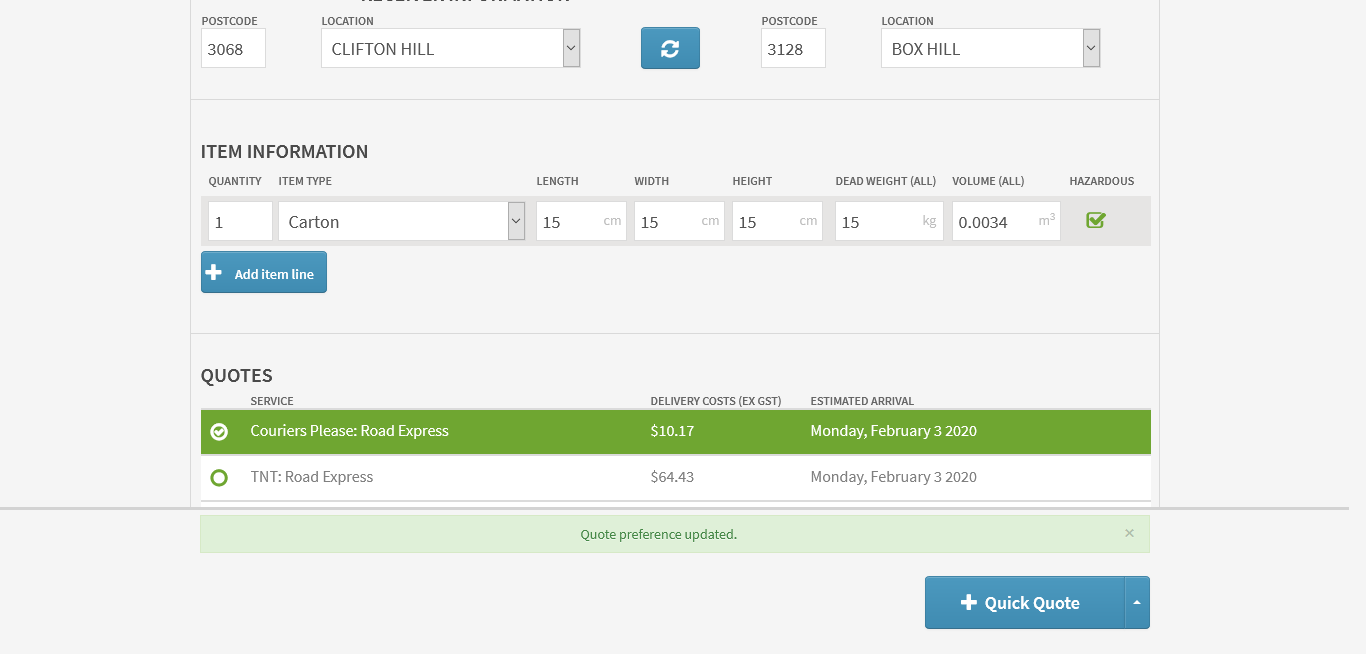 RECEIVER INFORMATION
POSTCODE LOCATION POSTCODE LOCATION
3068 CLIFTON HILL 3128 BOX HILL
ITEM INFORMATION
QUANTITY ITEM TYPE LENGTH WIDTH HEIGHT DEAD WEIGHT (ALL) VOLUME (ALL) HAZARDOUS
1 Carton 15 cm 15 cm 15 cm 15 kg 0.0034 m³
Add item line
QUOTES
SERVICE DELIVERY COSTS (EX GST) ESTIMATED ARRIVAL
Couriers Please: Road Express $10.17 Monday, February 3 2020
TNT: Road Express $64.43 Monday, February 3 2020
Quote preference updated. ×
Quick Quote